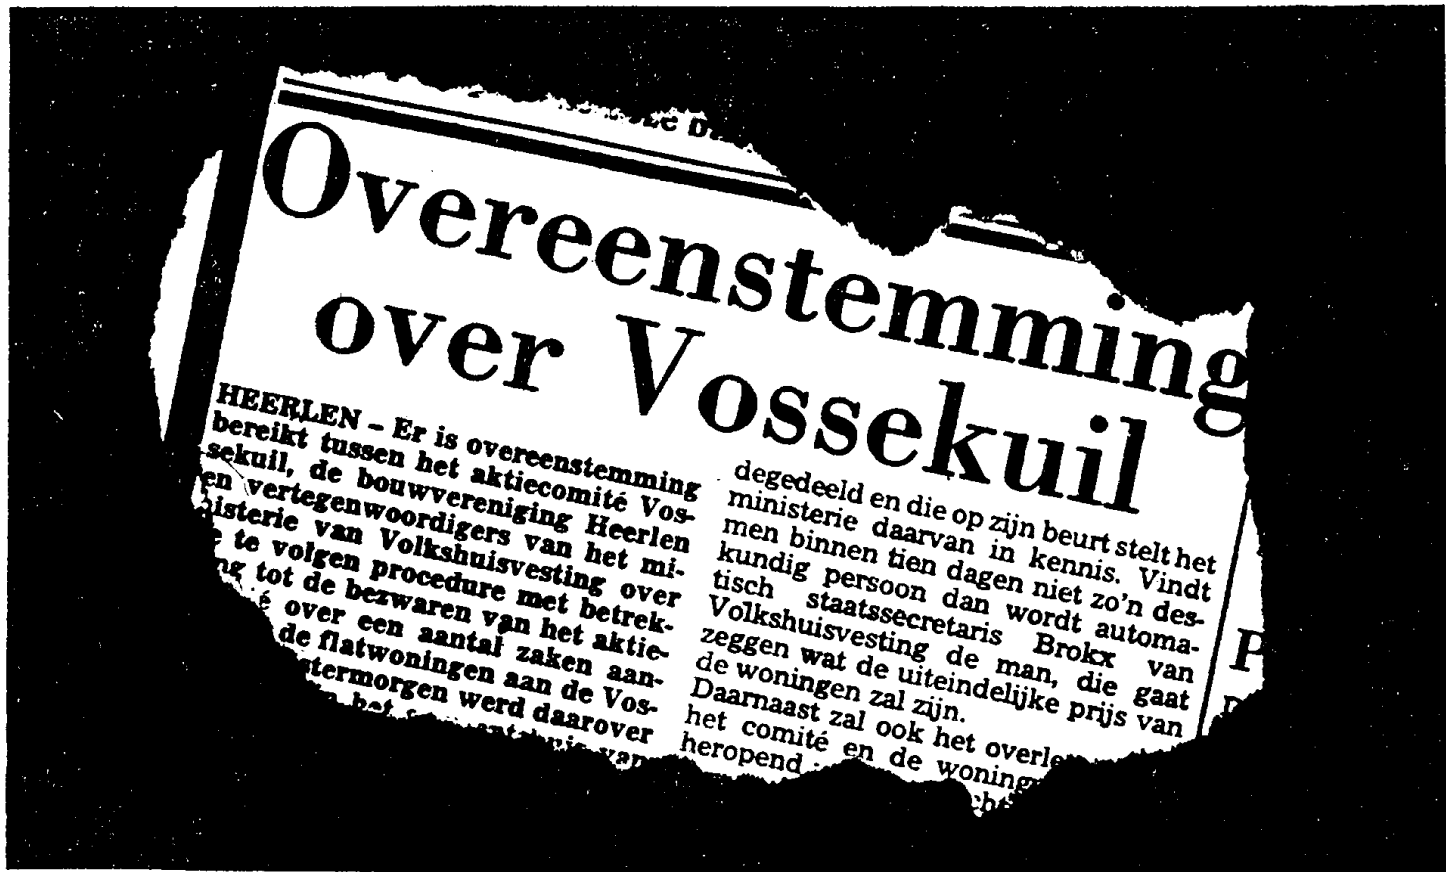 Overeenstemming
over Vossekuil
HEERLEN – Er is overeenstemming
bereikt tussen het aktiecomité Vos-
sekuil, de bouwvereniging Heerlen
en vertegenwoordigers van het mi-
nisterie van Volkshuisvesting over
te volgen procedure met betrek-
ng tot de bezwaren van het aktie-
é over een aantal zaken aan-
de flatwoningen aan de Vos-
stermorgen werd daarover
het van
degedeeld en die op zijn beurt stelt het
ministerie daarvan in kennis. Vindt
men binnen tien dagen niet zo'n des-
kundig persoon dan wordt automa-
tisch staatssecretaris Brokx van
Volkshuisvesting de man, die gaat
zeggen wat de uiteindelijke prijs van
de woningen zal zijn.
Daarnaast zal ook het overle
het comité en de woning
heropend
P